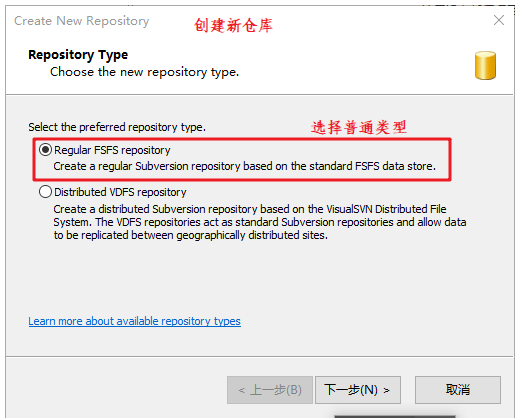 Create New Repository
创建新仓库
Repository Type
Choose the new repository type.
Select the preferred repository type.
选择普通类型
Regular FSFS repository
Create a regular Subversion repository based on the standard FSFS data store.
Distributed VDFS repository
Create a distributed Subversion repository based on the VisualSVN Distributed File
System. The VDFS repositories act as standard Subversion repositories and allow data
to be replicated between geographically distributed sites.
Learn more about available repository types
< 上一步(B)
下一步(N) >
取消